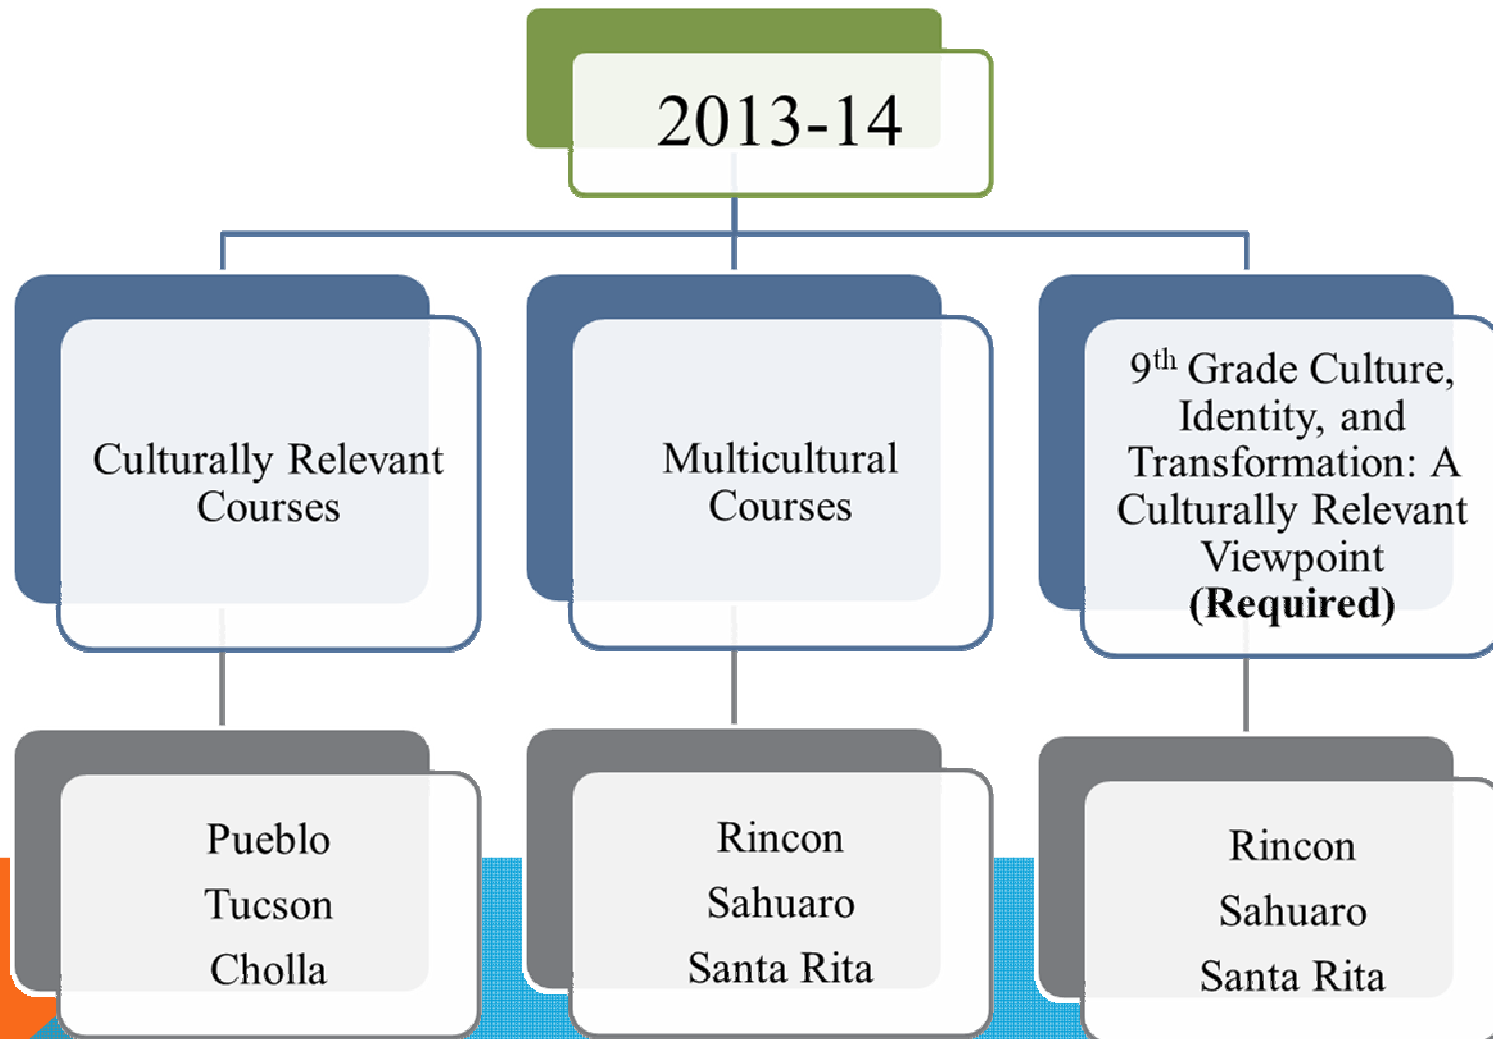 2013-14
Culturally Relevant
Courses
Multicultural
Courses
9th Grade Culture,
Identity, and
Transformation: A
Culturally Relevant
Viewpoint
(Required)
Pueblo
Tucson
Cholla
Rincon
Sahuaro
Santa Rita
Rincon
Sahuaro
Santa Rita